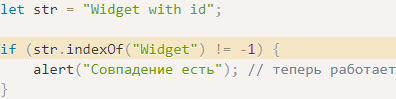 let str = "Widget with id";
if (str.indexOf("Widget") != -1) {
alert("Совпадение есть"); // теперь работает
}